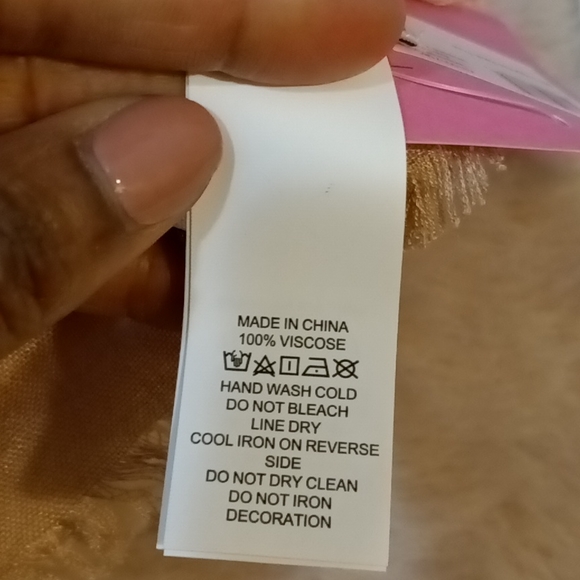 MADE IN CHINA
100% VISCOSE
HAND WASH COLD
DO NOT BLEACH
LINE DRY
COOL IRON ON REVERSE
SIDE
DO NOT DRY CLEAN
DO NOT IRON
DECORATION